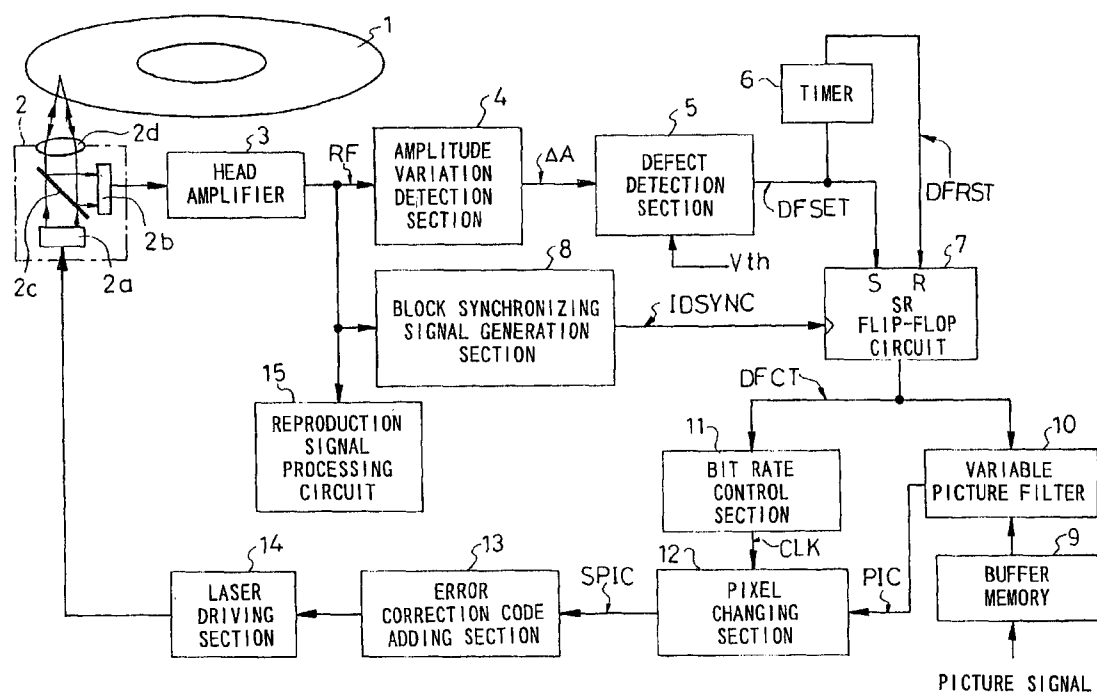 1
2
2d
2b
2c
2a
3
HEAD
AMPLIFIER
RF
4
AMPLITUDE
VARIATION
DETECTION
SECTION
ΔA
5
DEFECT
DETECTION
SECTION
Vth
6
TIMER
DFSET
DFRST
7
S R
SR
FLIP-FLOP
CIRCUIT
8
BLOCK SYNCHRONIZING
SIGNAL GENERATION
SECTION
IDSYNC
15
REPRODUCTION
SIGNAL
PROCESSING
CIRCUIT
DFCT
11
BIT RATE
CONTROL
SECTION
CLK
10
VARIABLE
PICTURE FILTER
9
BUFFER
MEMORY
PICTURE SIGNAL
PIC
12
PIXEL
CHANGING
SECTION
SPIC
13
ERROR
CORRECTION CODE
ADDING SECTION
14
LASER
DRIVING
SECTION